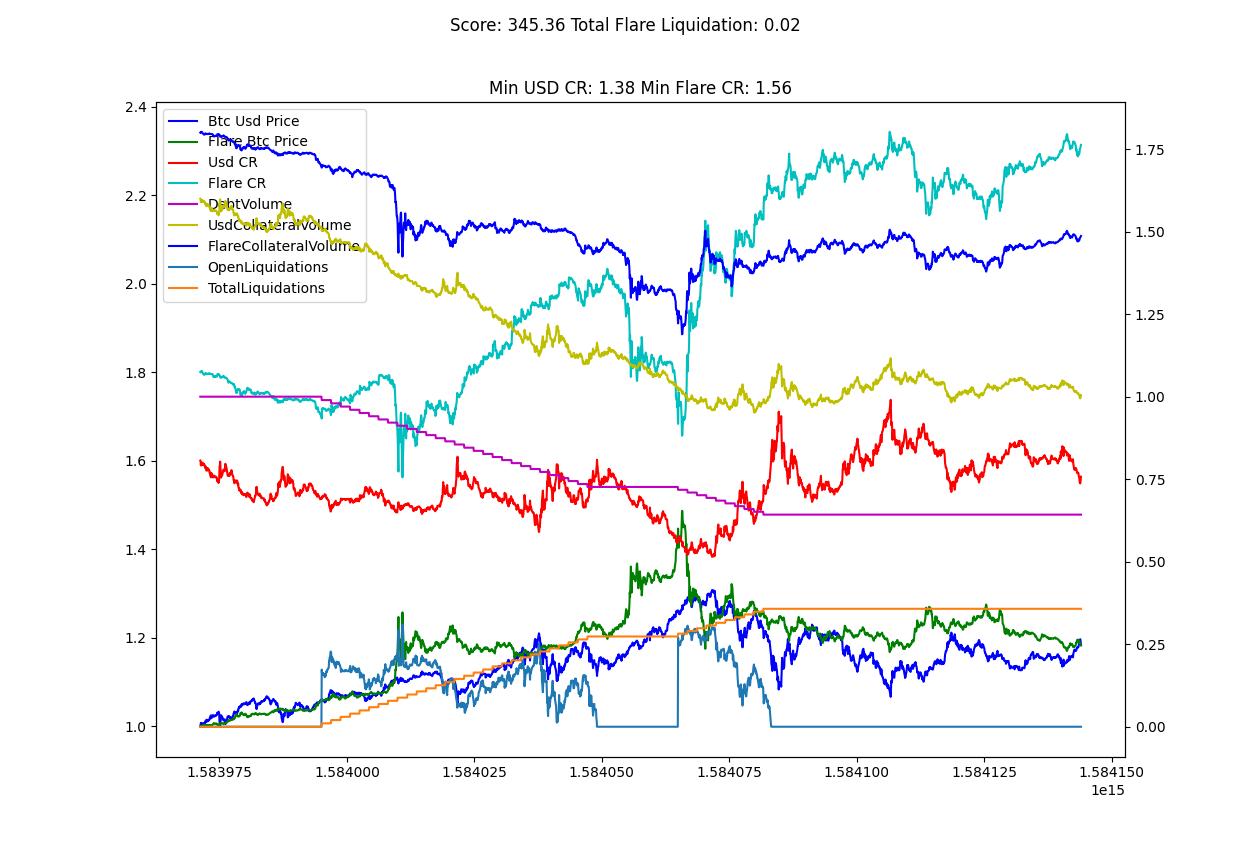 Score: 345.36 Total Flare Liquidation: 0.02
Min USD CR: 1.38 Min Flare CR: 1.56
Btc Usd Price
Flare Btc Price
Usd CR
Flare CR
DebtVolume
UsdCollateralVolume
FlareCollateralVolume
OpenLiquidations
TotalLiquidations
2.4
2.2
2.0
1.8
1.6
1.4
1.2
1.0
1.75
1.50
1.25
1.00
0.75
0.50
0.25
0.00
1.583975 1.584000 1.584025 1.584050 1.584075 1.584100 1.584125 1.584150
1e15